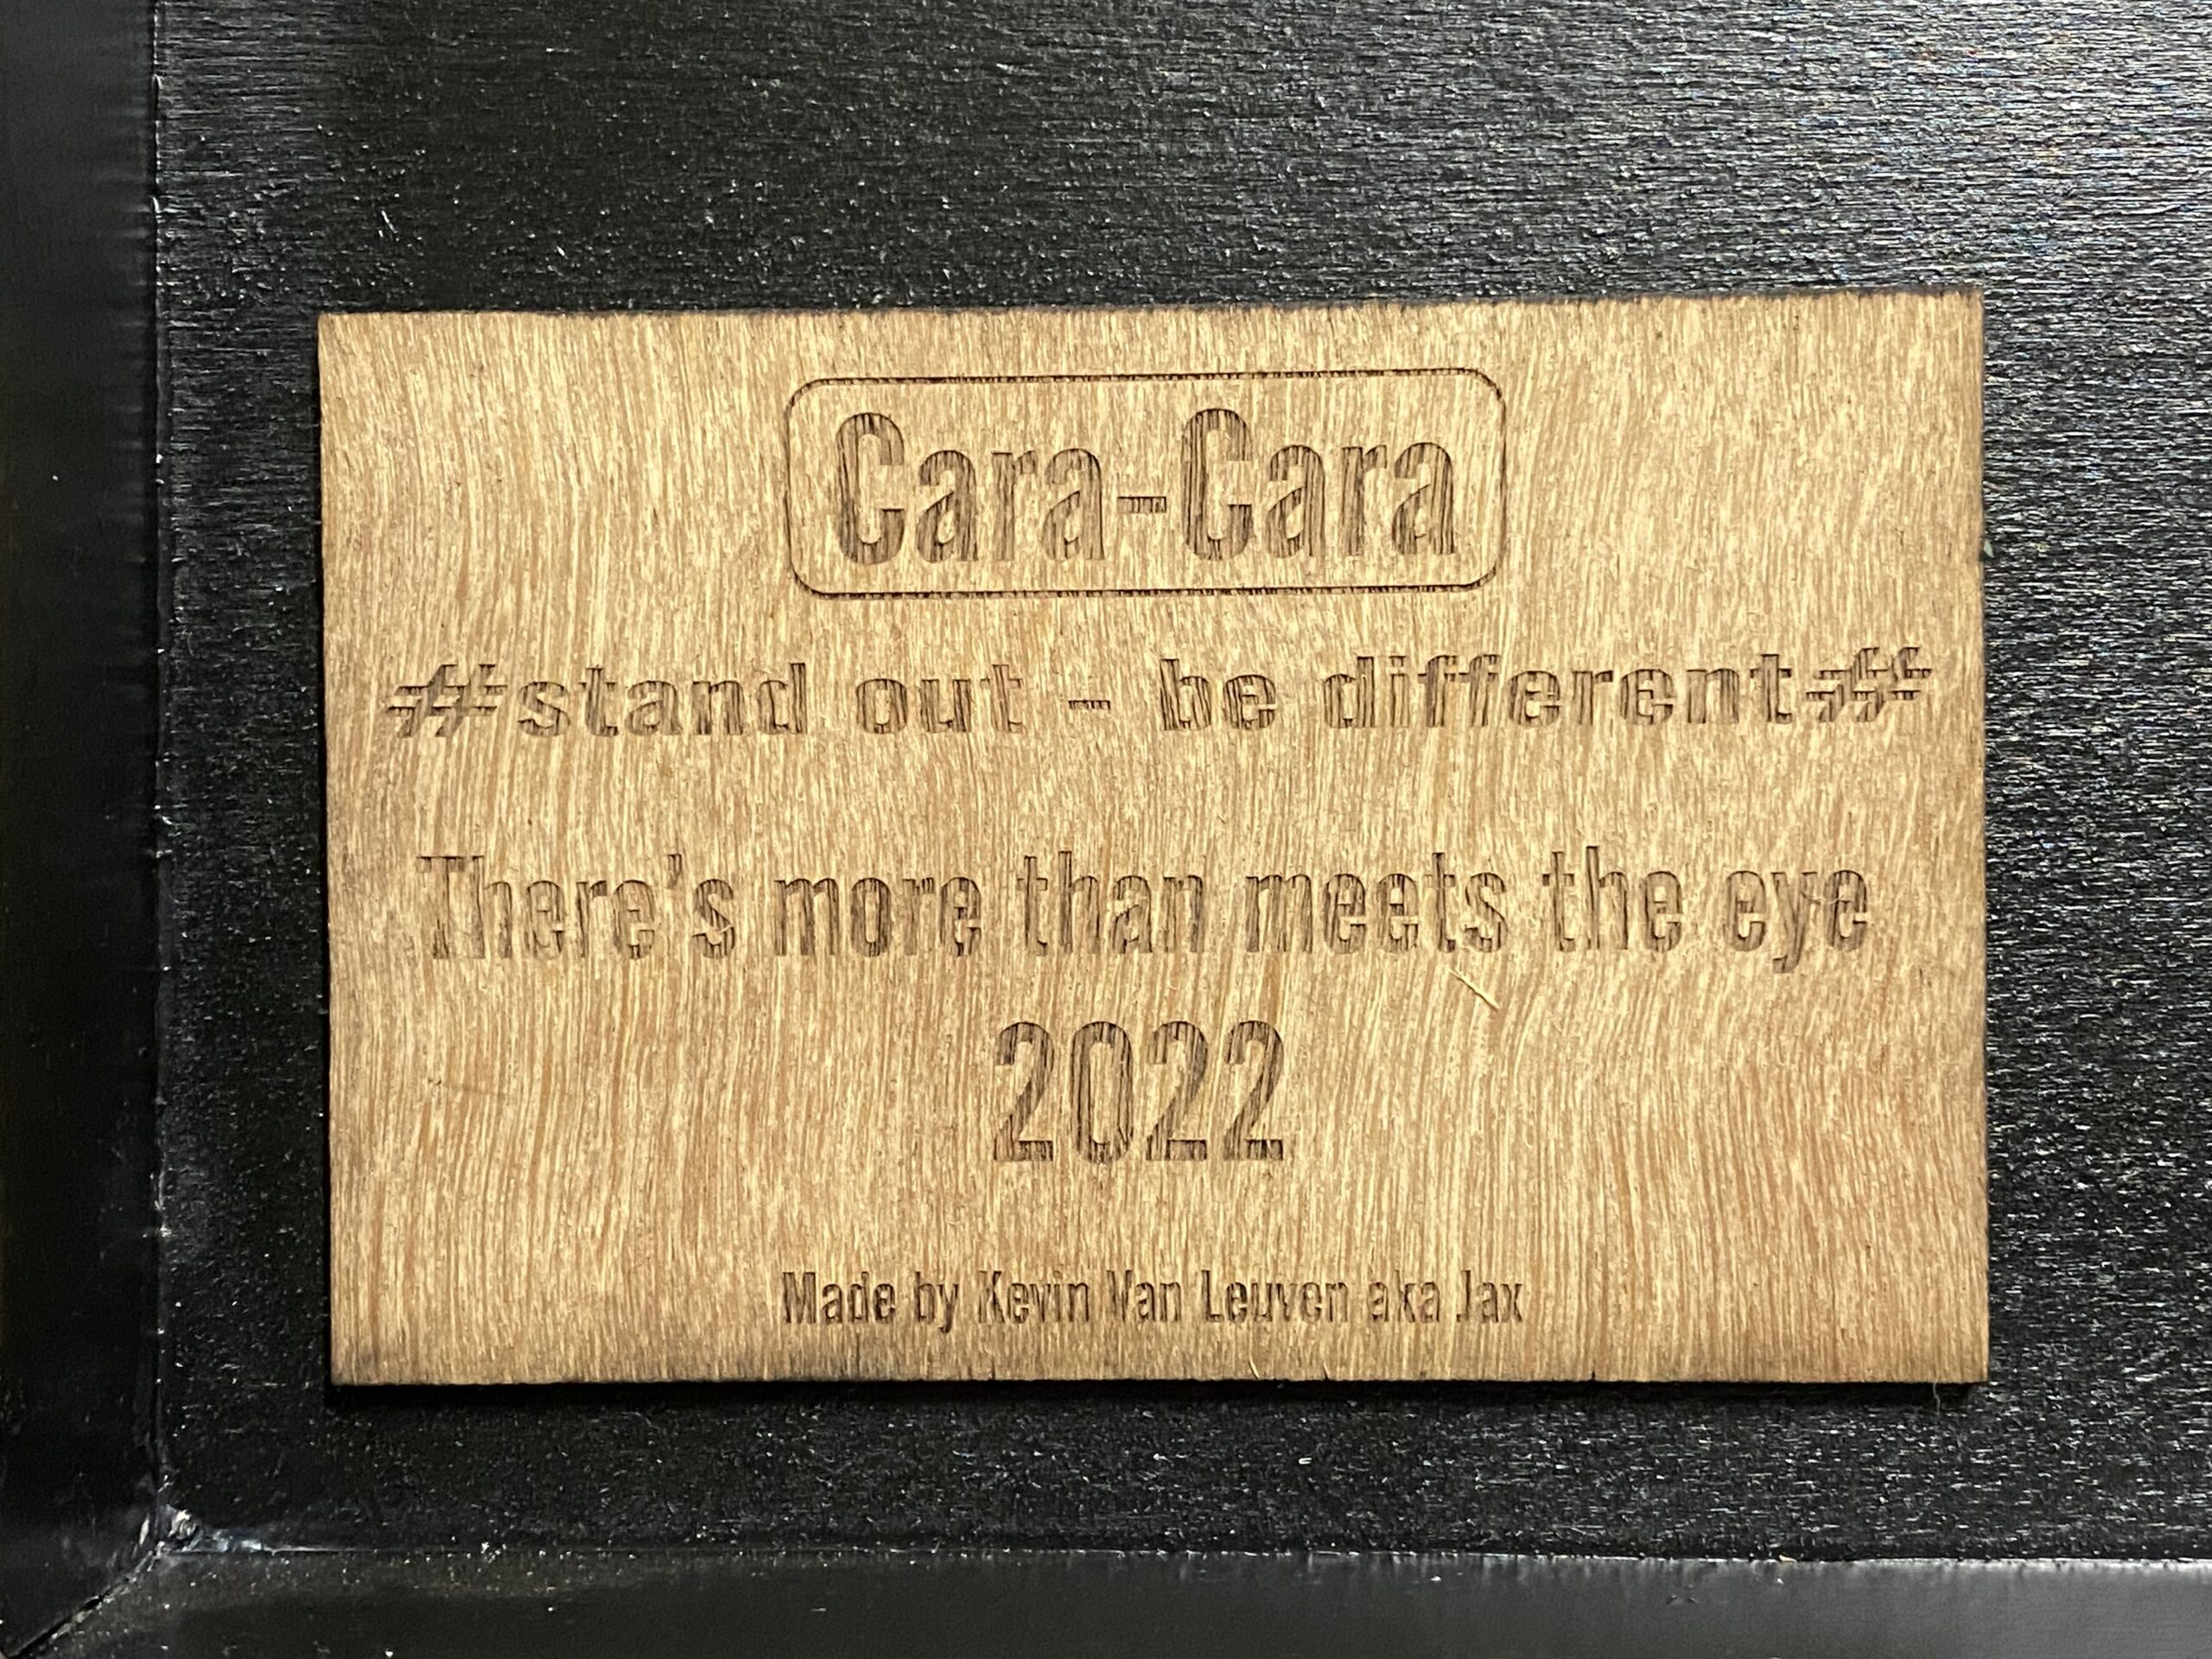 Cara-Cara
#stand out - be different#
There's more than meets the eye
2022
Made by Kevin Van Leuven aka Jax